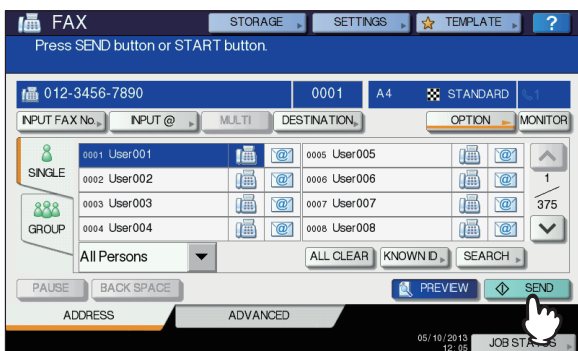 FAX STORAGE SETTINGS TEMPLATE ?
Press SEND button or START button.
012-3456-7890 0001 A4 STANDARD 1
INPUT FAX No. INPUT @ MULTI DESTINATION OPTION MONITOR
SINGLE
GROUP
0001 User001 @ 0005 User005 @
0002 User002 @ 0006 User006 @
0003 User003 @ 0007 User007 @
0004 User004 @ 0008 User008 @
1
375
All Persons ALL CLEAR KNOWN ID SEARCH
PAUSE BACK SPACE PREVIEW SEND
ADDRESS ADVANCED
05/10/2013
12:05 JOB STATUS